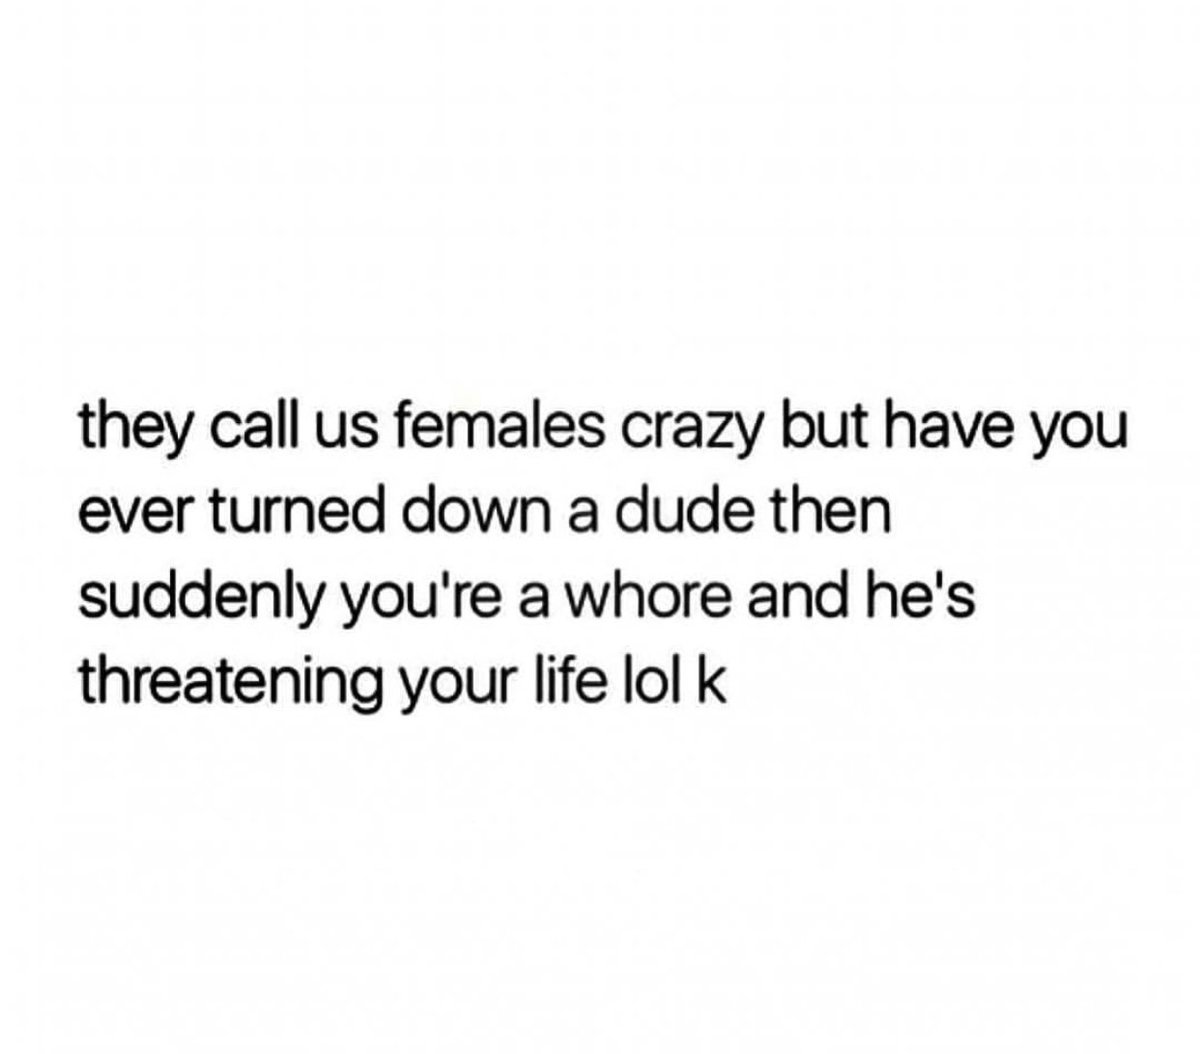 they call us females crazy but have you
ever turned down a dude then
suddenly you're a whore and he's
threatening your life lol k